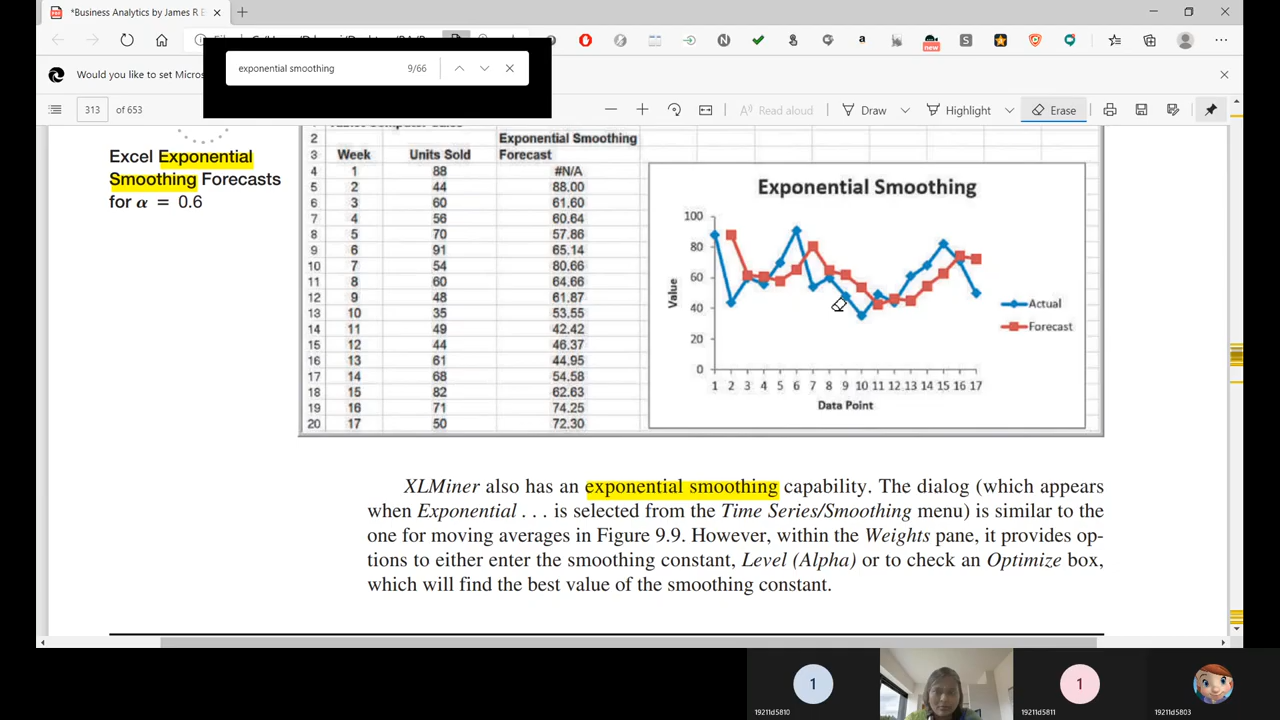 *Business Analytics by James R E
exponential smoothing 9/66
new
Would you like to set Micros
313 of 653
Read aloud Draw Highlight Erase
2 Exponential Smoothing
3 Week Units Sold Forecast
4 1 88 #N/A
5 2 44 88.00
6 3 60 61.60
7 4 56 60.64
8 5 70 57.86
9 6 91 65.14
10 7 54 80.66
11 8 60 64.66
12 9 48 61.87
13 10 35 53.55
14 11 49 42.42
15 12 44 46.37
16 13 61 44.95
17 14 68 54.58
18 15 82 62.63
19 16 71 74.25
20 17 50 72.30
Excel Exponential
Smoothing Forecasts
for α = 0.6
Exponential Smoothing
100
80
60
40
20
0
Value
1 2 3 4 5 6 7 8 9 10 11 12 13 14 15 16 17
Data Point
Actual
Forecast
XLMiner also has an exponential smoothing capability. The dialog (which appears
when Exponential . . . is selected from the Time Series/Smoothing menu) is similar to the
one for moving averages in Figure 9.9. However, within the Weights pane, it provides op-
tions to either enter the smoothing constant, Level (Alpha) or to check an Optimize box,
which will find the best value of the smoothing constant.
1
19211d5810
1
19211d5811
19211d5803